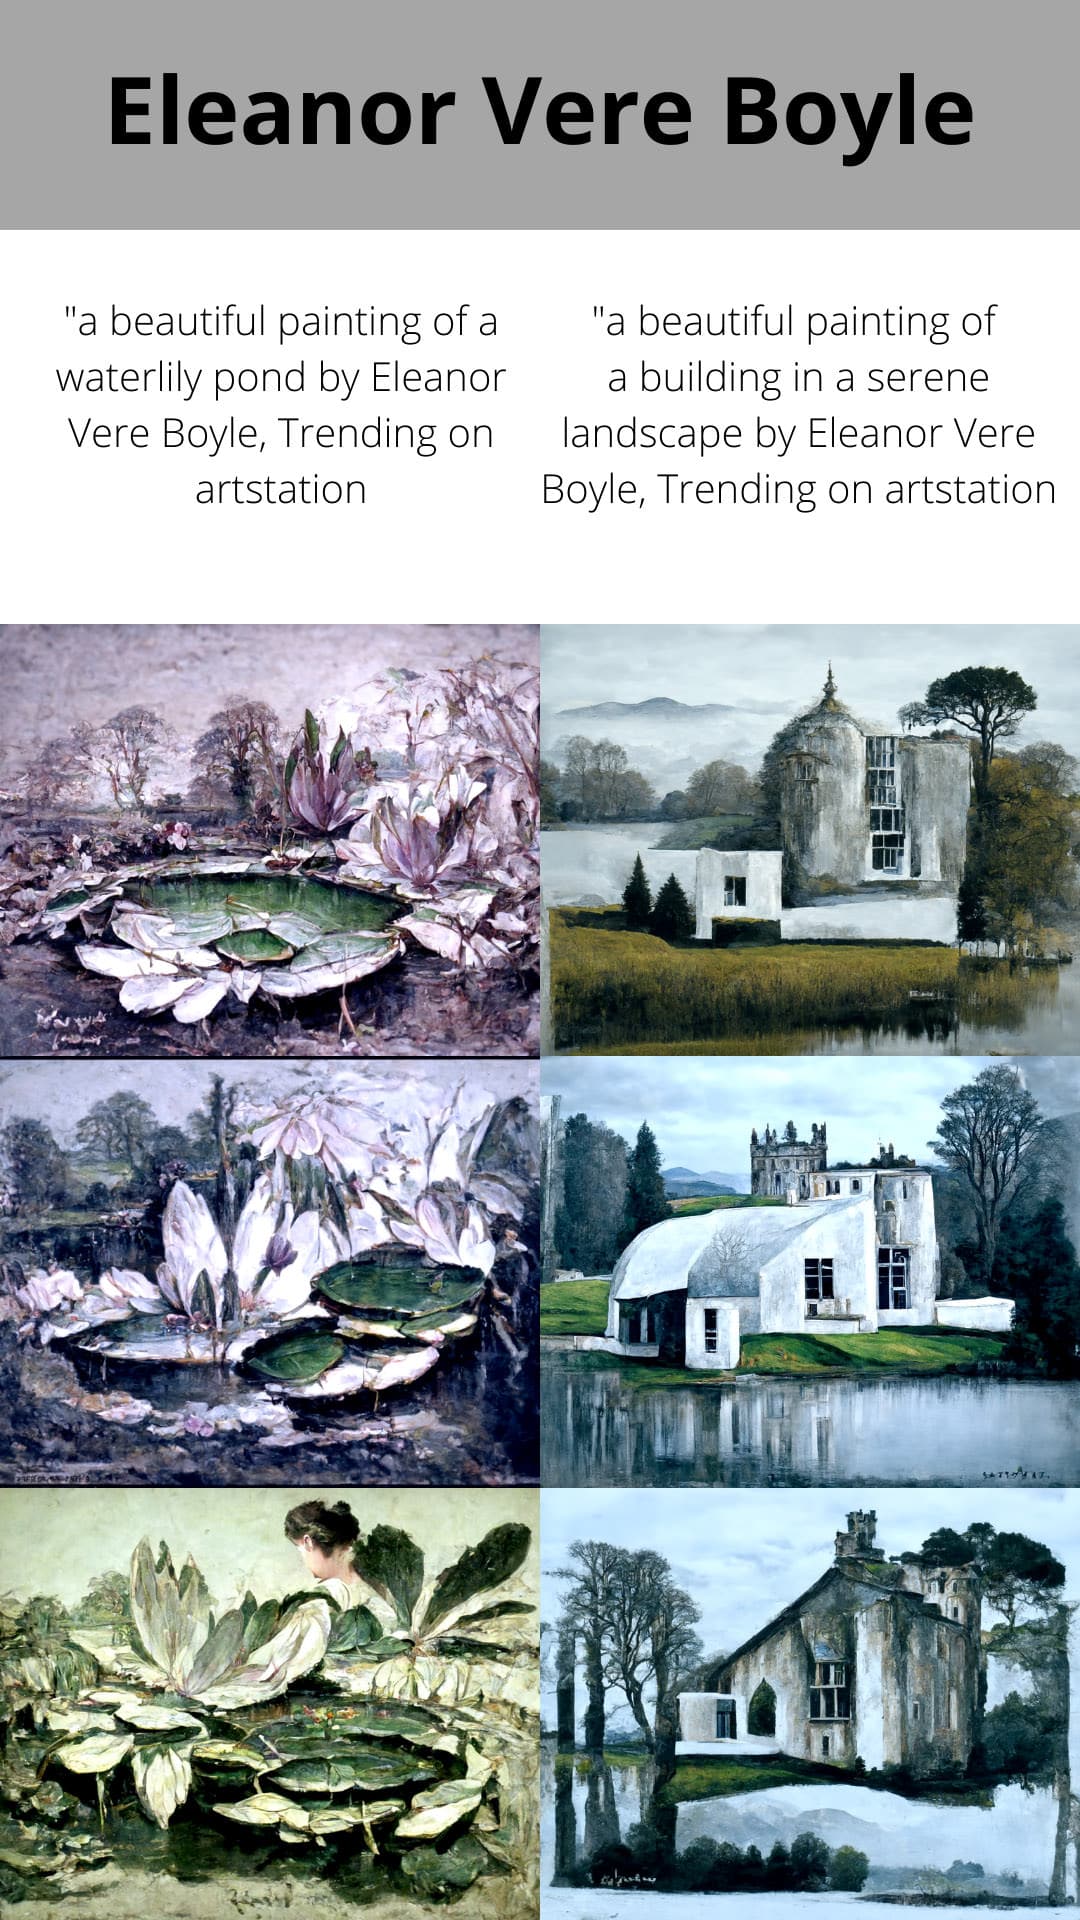 Eleanor Vere Boyle
"a beautiful painting of a
waterlily pond by Eleanor
Vere Boyle, Trending on
artstation
"a beautiful painting of
a building in a serene
landscape by Eleanor Vere
Boyle, Trending on artstation